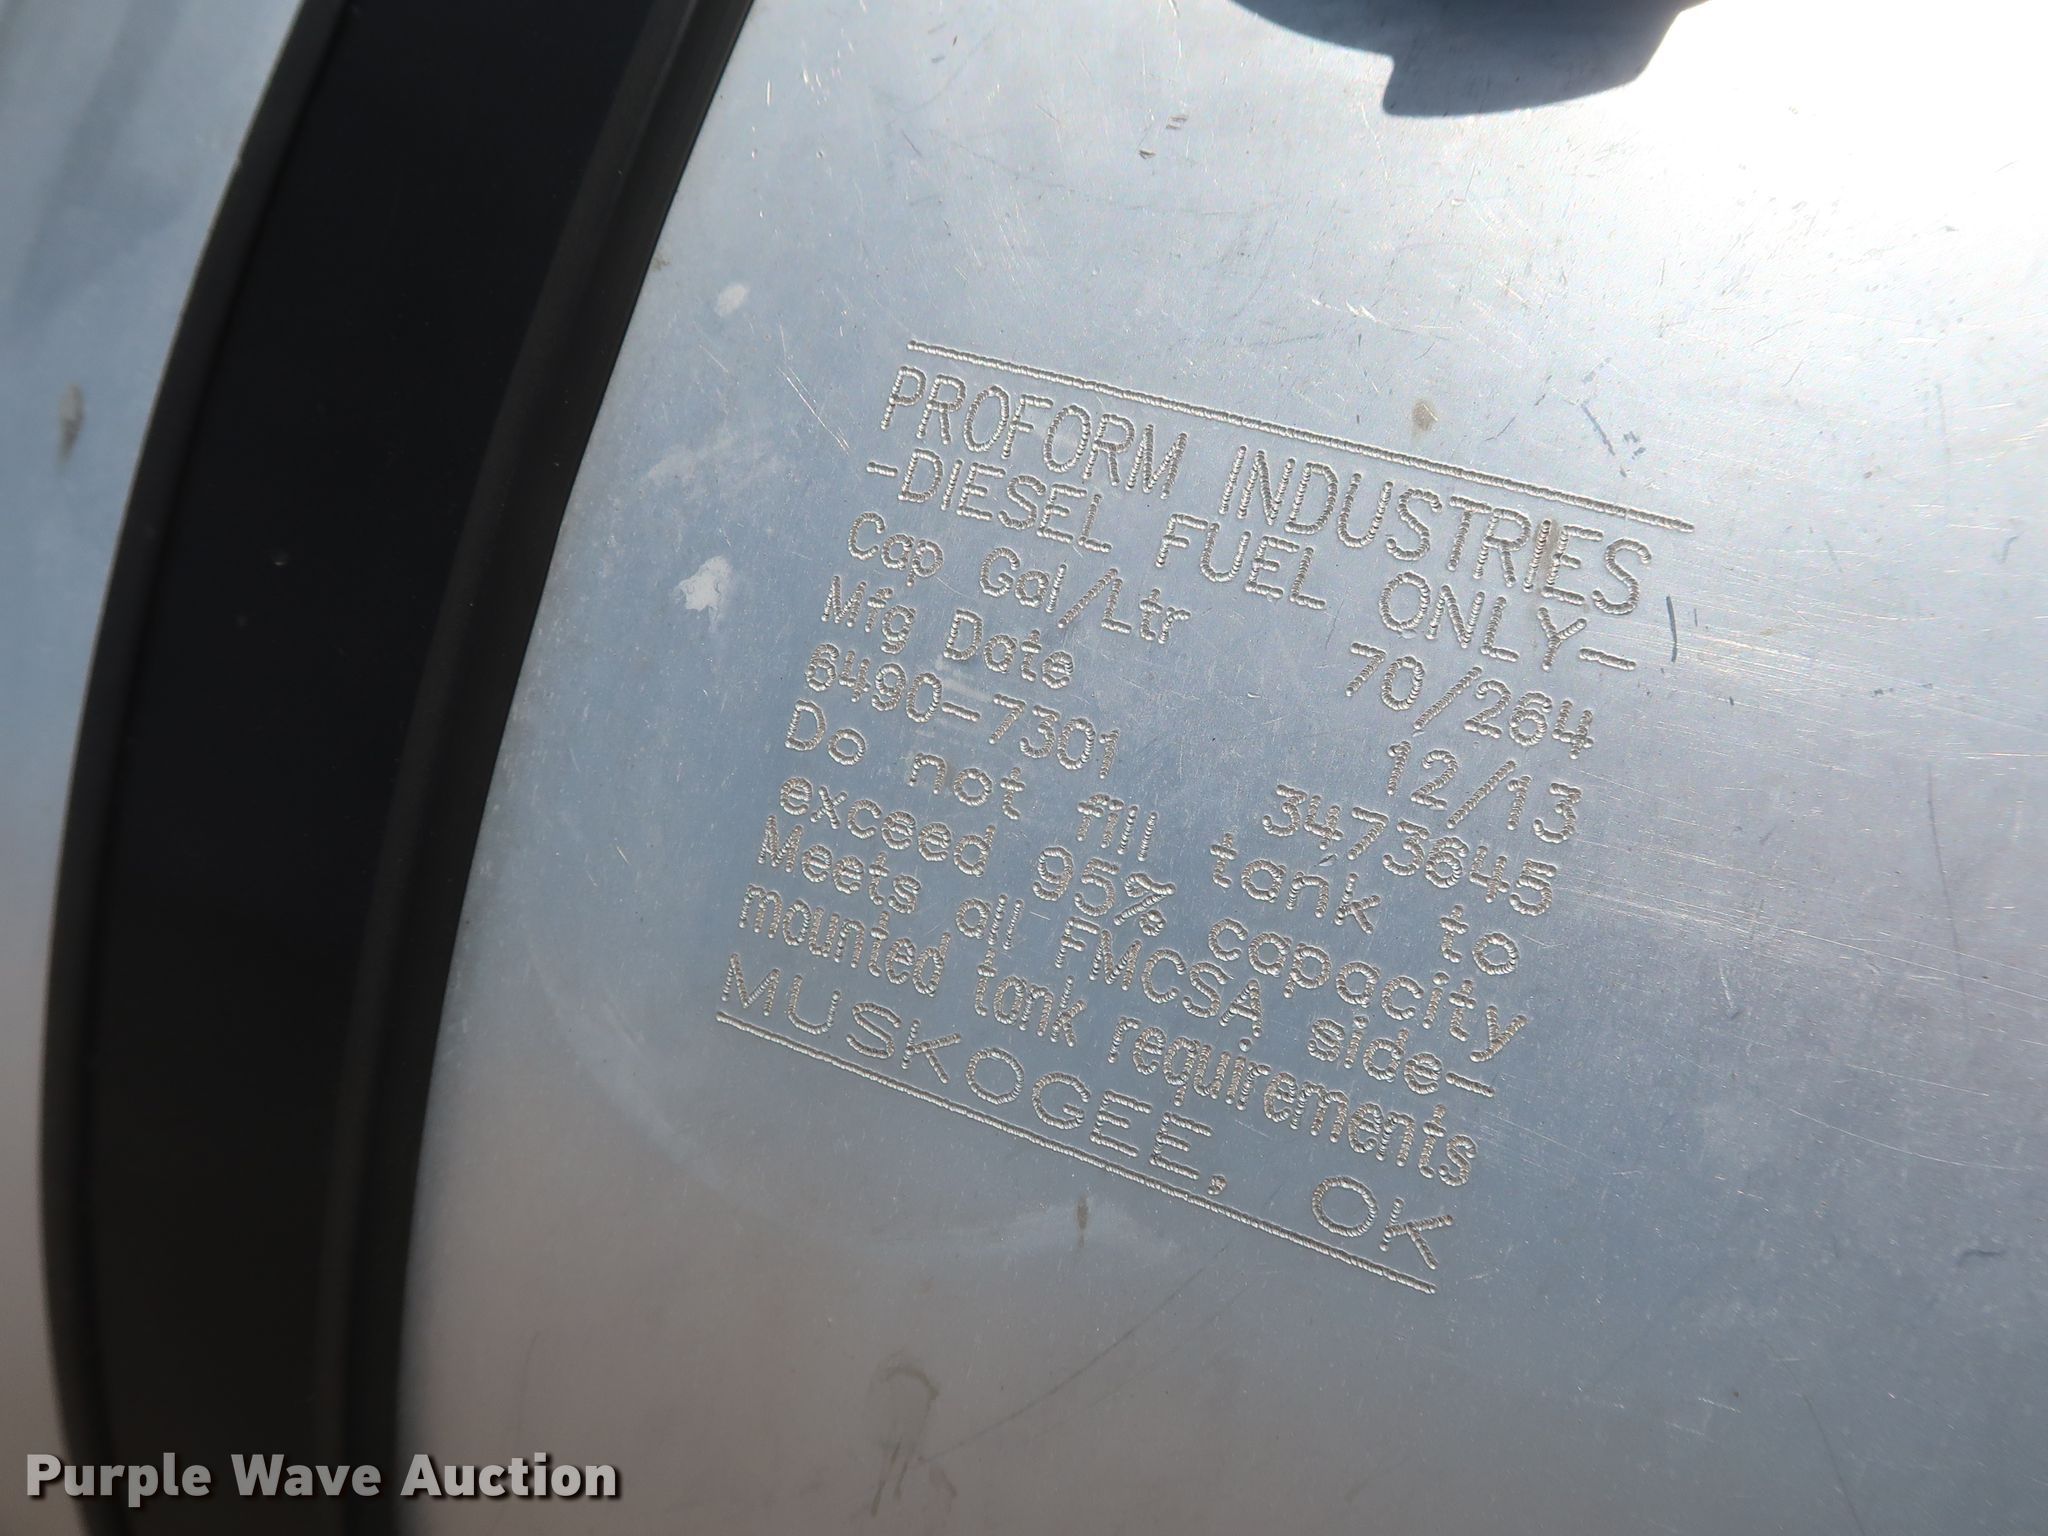 PROFORM INDUSTRIES
-DIESEL FUEL ONLY-
Cap Gal/Ltr 70/264
Mfg Date 12/13
6490-7301 3473645
Do not fill tank to
exceed 95% capacity
Meets all FMCSA side-
mounted tank requirements
MUSKOGEE, OK
Purple Wave Auction